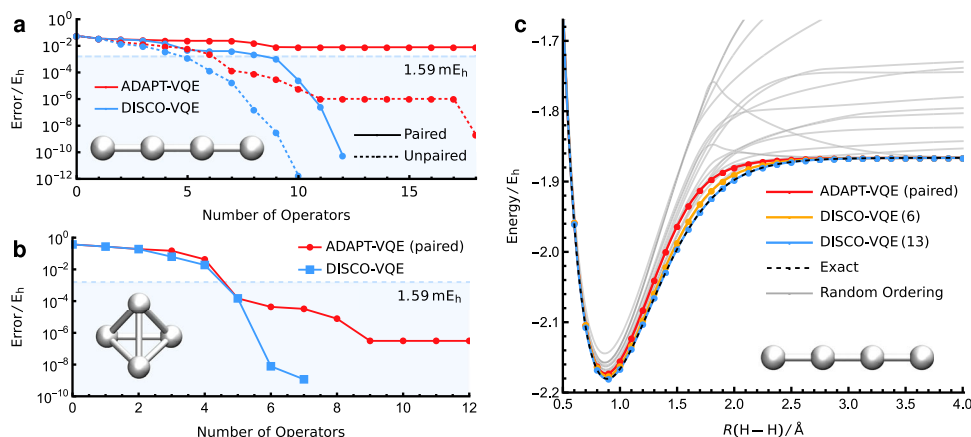 a
Error/E_h
10^0
10^-2
10^-4
10^-6
10^-8
10^-10
10^-12
1.59 mE_h
ADAPT-VQE
DISCO-VQE
Paired
Unpaired
0 5 10 15
Number of Operators
b
Error/E_h
10^0
10^-2
10^-4
10^-6
10^-8
10^-10
ADAPT-VQE (paired)
DISCO-VQE
1.59 mE_h
0 2 4 6 8 10 12
Number of Operators
c
Energy/E_h
-1.7
-1.8
-1.9
-2.0
-2.1
-2.2
ADAPT-VQE (paired)
DISCO-VQE (6)
DISCO-VQE (13)
Exact
Random Ordering
0.5 1.0 1.5 2.0 2.5 3.0 3.5 4.0
R(H−H)/Å